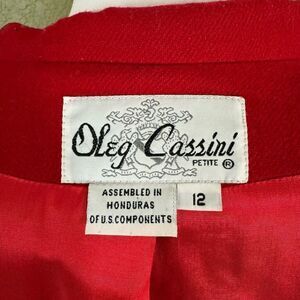 Oleg Cassini
PETITE ®
ASSEMBLED IN
HONDURAS
OF U.S. COMPONENTS
12